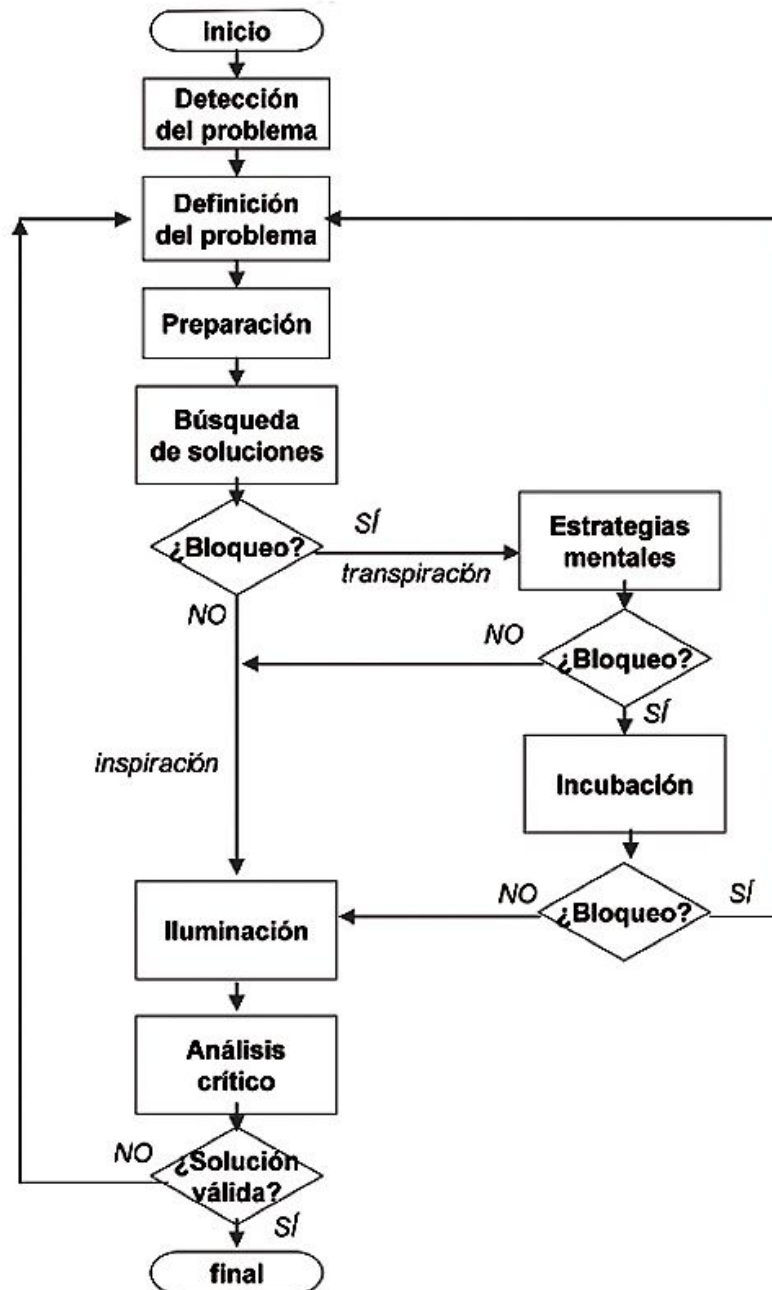 inicio
Detección
del problema
Definición
del problema
Preparación
Búsqueda
de soluciones
¿Bloqueo?
SÍ
transpiración
Estrategias
mentales
NO
NO
¿Bloqueo?
SÍ
inspiración
Incubación
NO
¿Bloqueo?
SÍ
Iluminación
Análisis
crítico
NO
¿Solución
válida?
SÍ
final